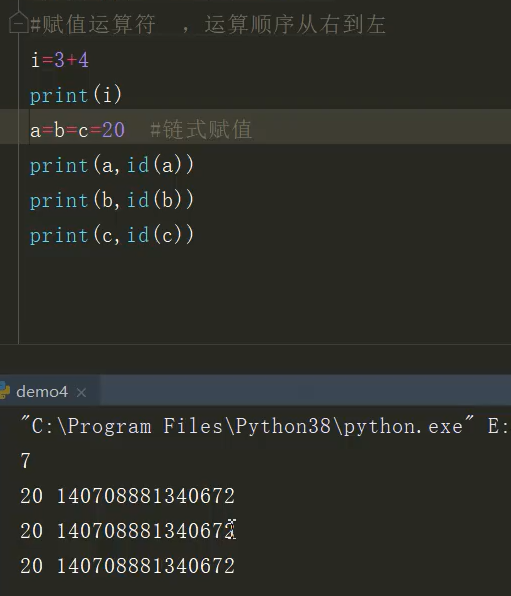 #赋值运算符 ，运算顺序从右到左
i=3+4
print(i)
a=b=c=20 #链式赋值
print(a,id(a))
print(b,id(b))
print(c,id(c))
demo4
"C:\Program Files\Python38\python.exe" E:
7
20 140708881340672
20 140708881340672
20 140708881340672